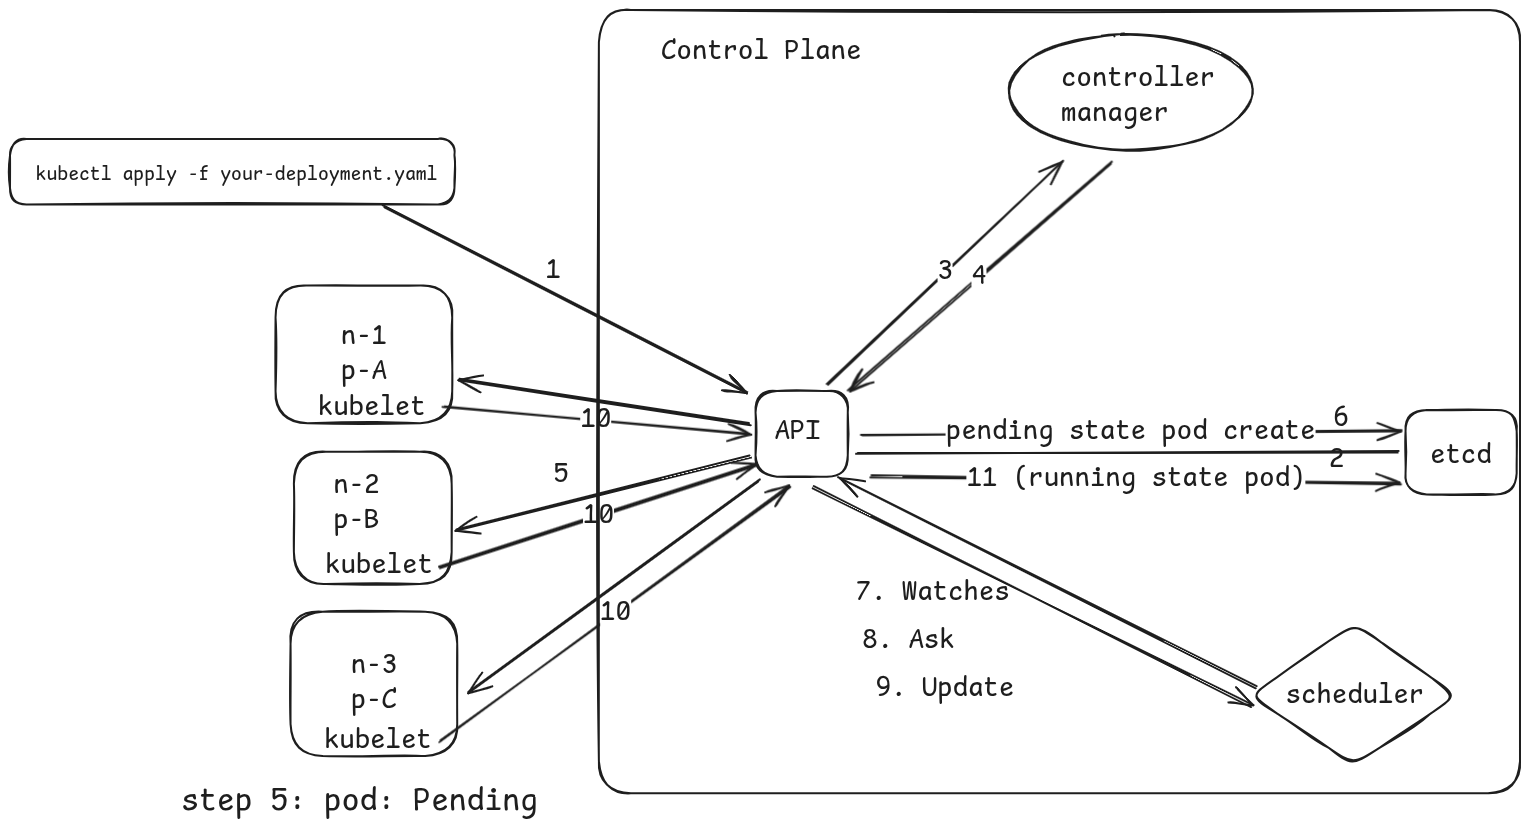 Control Plane
controller
manager
kubectl apply -f your-deployment.yaml
1
3
4
n-1
p-A
kubelet
10
API
pending state pod create
6
2
etcd
11 (running state pod)
5
n-2
p-B
kubelet
10
7. Watches
10
8. Ask
n-3
p-C
kubelet
9. Update
scheduler
step 5: pod: Pending